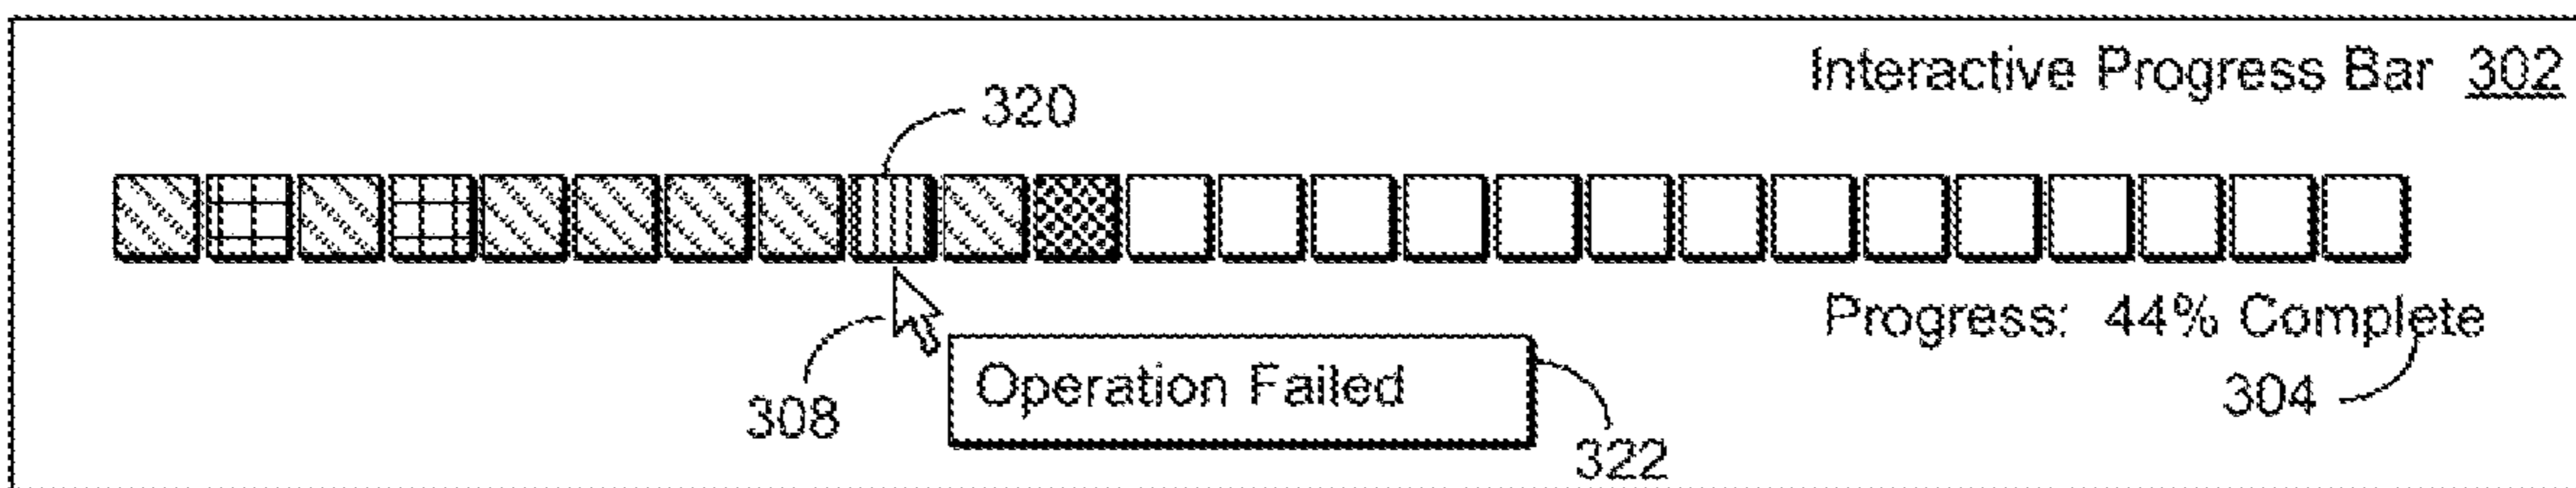 Interactive Progress Bar 302
320
Progress: 44% Complete
304
308
Operation Failed
322